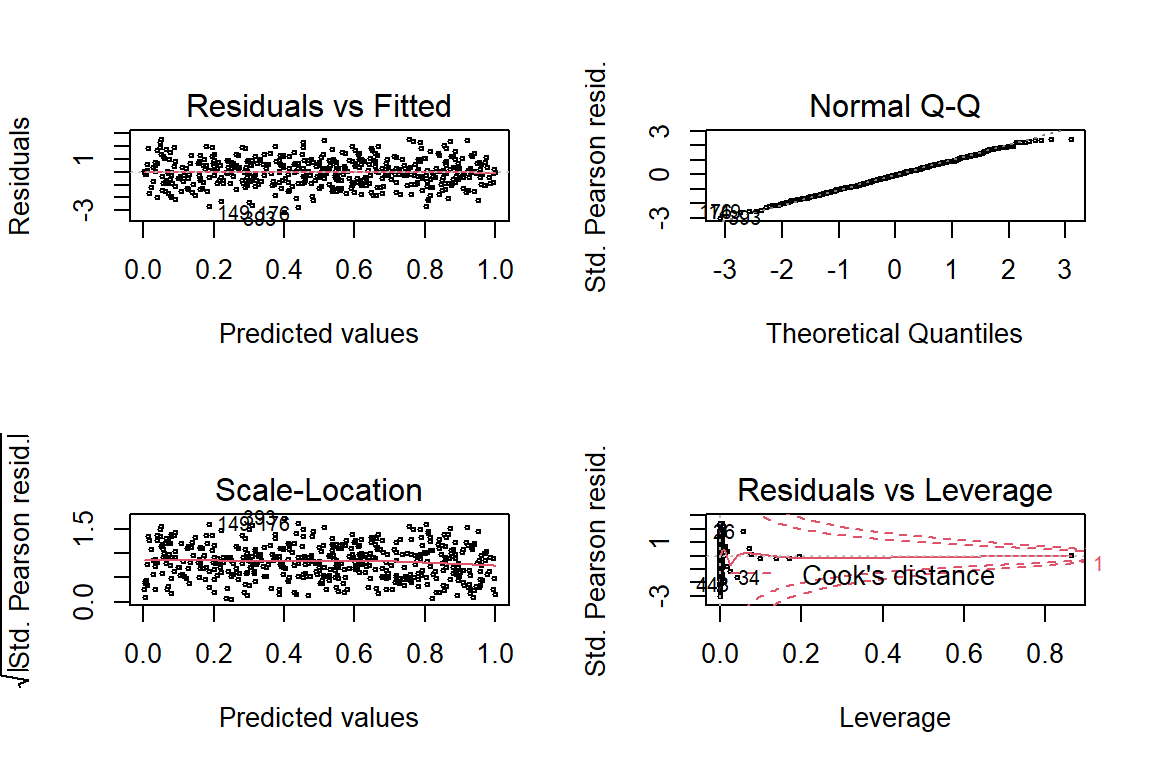 Residuals vs Fitted
Residuals
1
-3
149 176
393
0.0 0.2 0.4 0.6 0.8 1.0
Predicted values
Normal Q-Q
Std. Pearson resid.
3
0
-3
393
-3 -2 -1 0 1 2 3
Theoretical Quantiles
Scale-Location
√|Std. Pearson resid.|
1.5
0.0
393
149 176
0.0 0.2 0.4 0.6 0.8 1.0
Predicted values
Residuals vs Leverage
Std. Pearson resid.
1
-3
26
34
Cook's distance
1
0.0 0.2 0.4 0.6 0.8
Leverage